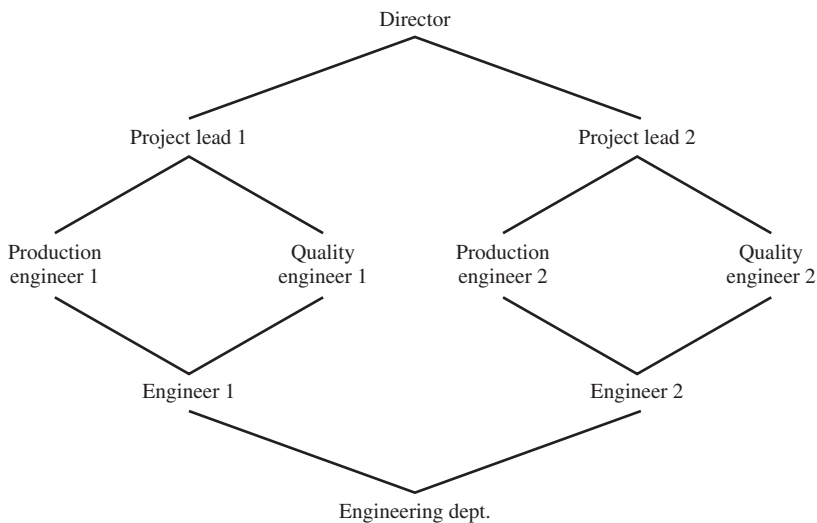 Director
Project lead 1
Project lead 2
Production
engineer 1
Quality
engineer 1
Production
engineer 2
Quality
engineer 2
Engineer 1
Engineer 2
Engineering dept.